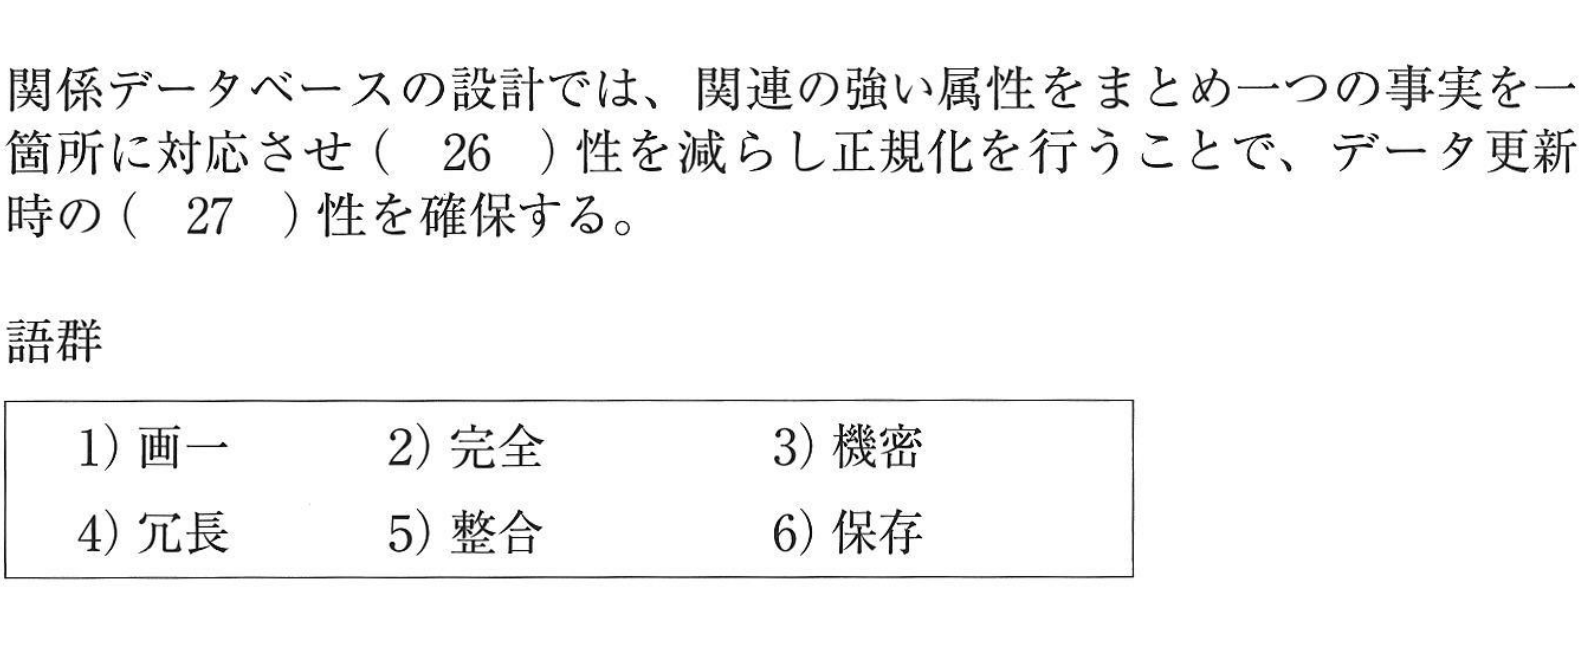 関係データベースの設計では、関連の強い属性をまとめ一つの事実を一
箇所に対応させ（　26　）性を減らし正規化を行うことで、データ更新
時の（　27　）性を確保する。
語群
1) 画一　2) 完全　3) 機密
4) 冗長　5) 整合　6) 保存